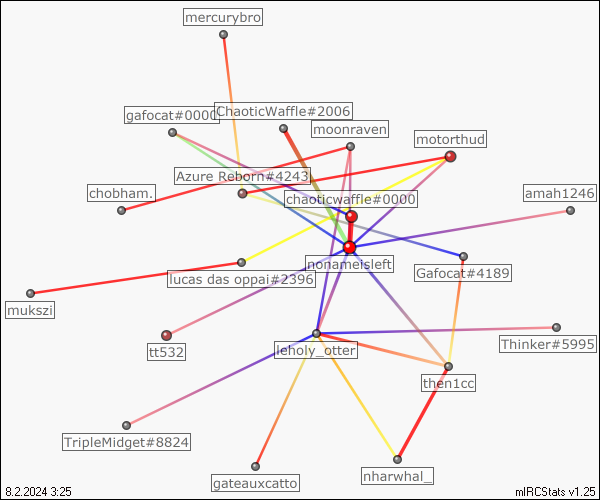 mercurybro
ChaoticWaffle#2006
gafocat#0000
moonraven
motorthud
Azure Reborn#4243
chobham.
chaoticwaffle#0000
amah1246
nonameisleft
Gafocat#4189
lucas das oppai#2396
mukszi
leholy_otter
Thinker#5995
tt532
then1cc
TripleMidget#8824
gateauxcatto
nharwhal_
8.2.2024 3:25
mIRCStats v1.25